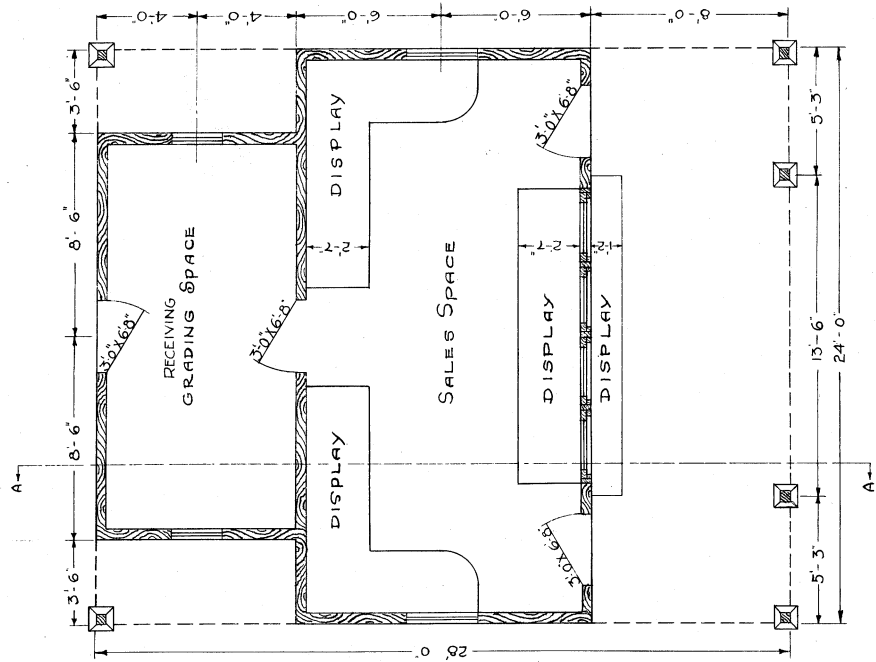 4'-0"
4'-0"
6'-0"
6'-0"
8'-0"
3'-6"
8'-6"
8'-6"
3'-6"
DISPLAY
3'-0"X6'-8"
5'-3"
RECEIVING
GRADING SPACE
2'-7"
SALES SPACE
2'-7"
1'-2"
3'-0"X6'-8"
3'-0"X6'-8"
DISPLAY
DISPLAY
13'-6"
24'-0"
A
A
DISPLAY
3'-0"X6'-8"
5'-3"
28'-0"